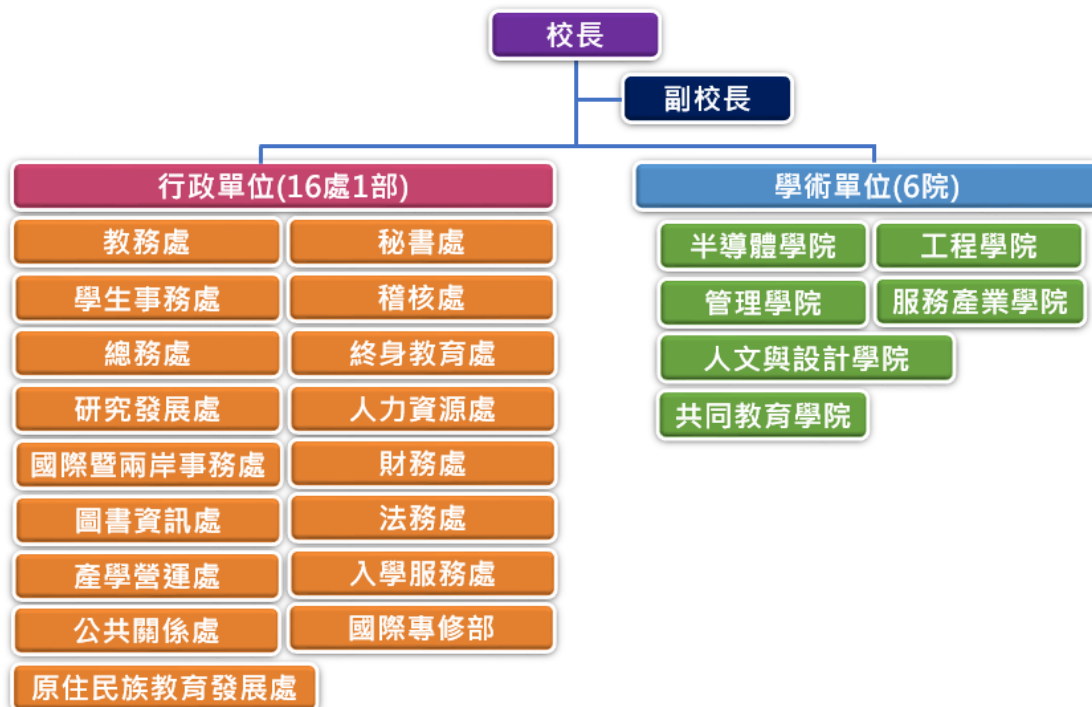 校長
副校長
行政單位(16處1部)
教務處
秘書處
學生事務處
稽核處
總務處
終身教育處
研究發展處
人力資源處
國際暨兩岸事務處
財務處
圖書資訊處
法務處
產學營運處
入學服務處
公共關係處
國際專修部
原住民族教育發展處
學術單位(6院)
半導體學院
工程學院
管理學院
服務產業學院
人文與設計學院
共同教育學院